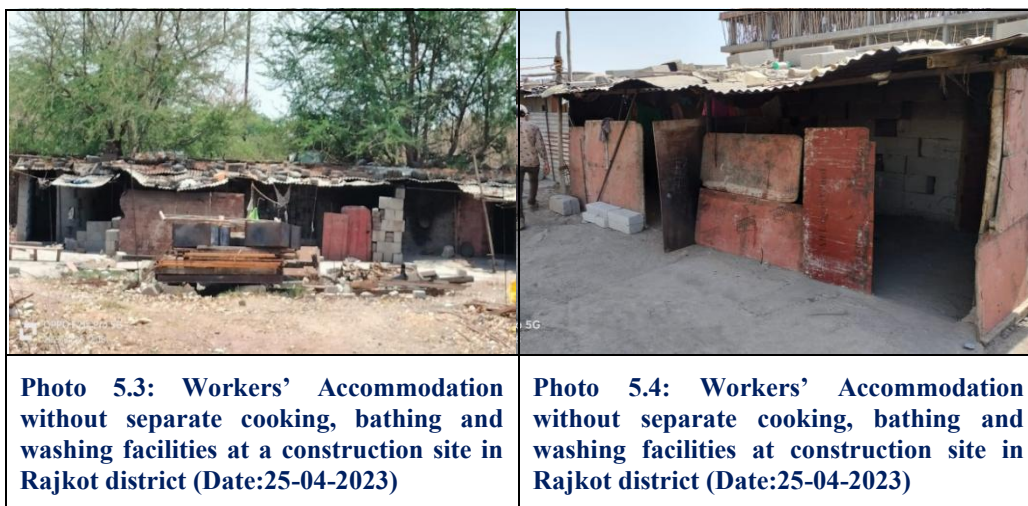 5G
Photo 5.3: Workers’ Accommodation
without separate cooking, bathing and
washing facilities at a construction site in
Rajkot district (Date:25-04-2023)
Photo 5.4: Workers’ Accommodation
without separate cooking, bathing and
washing facilities at construction site in
Rajkot district (Date:25-04-2023)